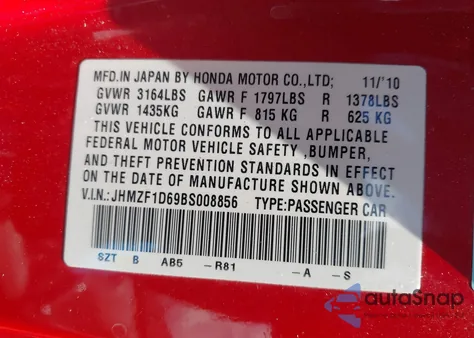 MFD.IN JAPAN BY HONDA MOTOR CO.,LTD; 11/'10
GVWR 3164LBS GAWR F 1797LBS R 1378LBS
GVWR 1435KG GAWR F 815 KG R 625 KG
THIS VEHICLE CONFORMS TO ALL APPLICABLE
FEDERAL MOTOR VEHICLE SAFETY ,BUMPER,
AND THEFT PREVENTION STANDARDS IN EFFECT
ON THE DATE OF MANUFACTURE SHOWN ABOVE.
V.I.N.:JHMZF1D69BS008856 TYPE:PASSENGER CAR
SZT B AB5 -R81 -A -S
autoSnap